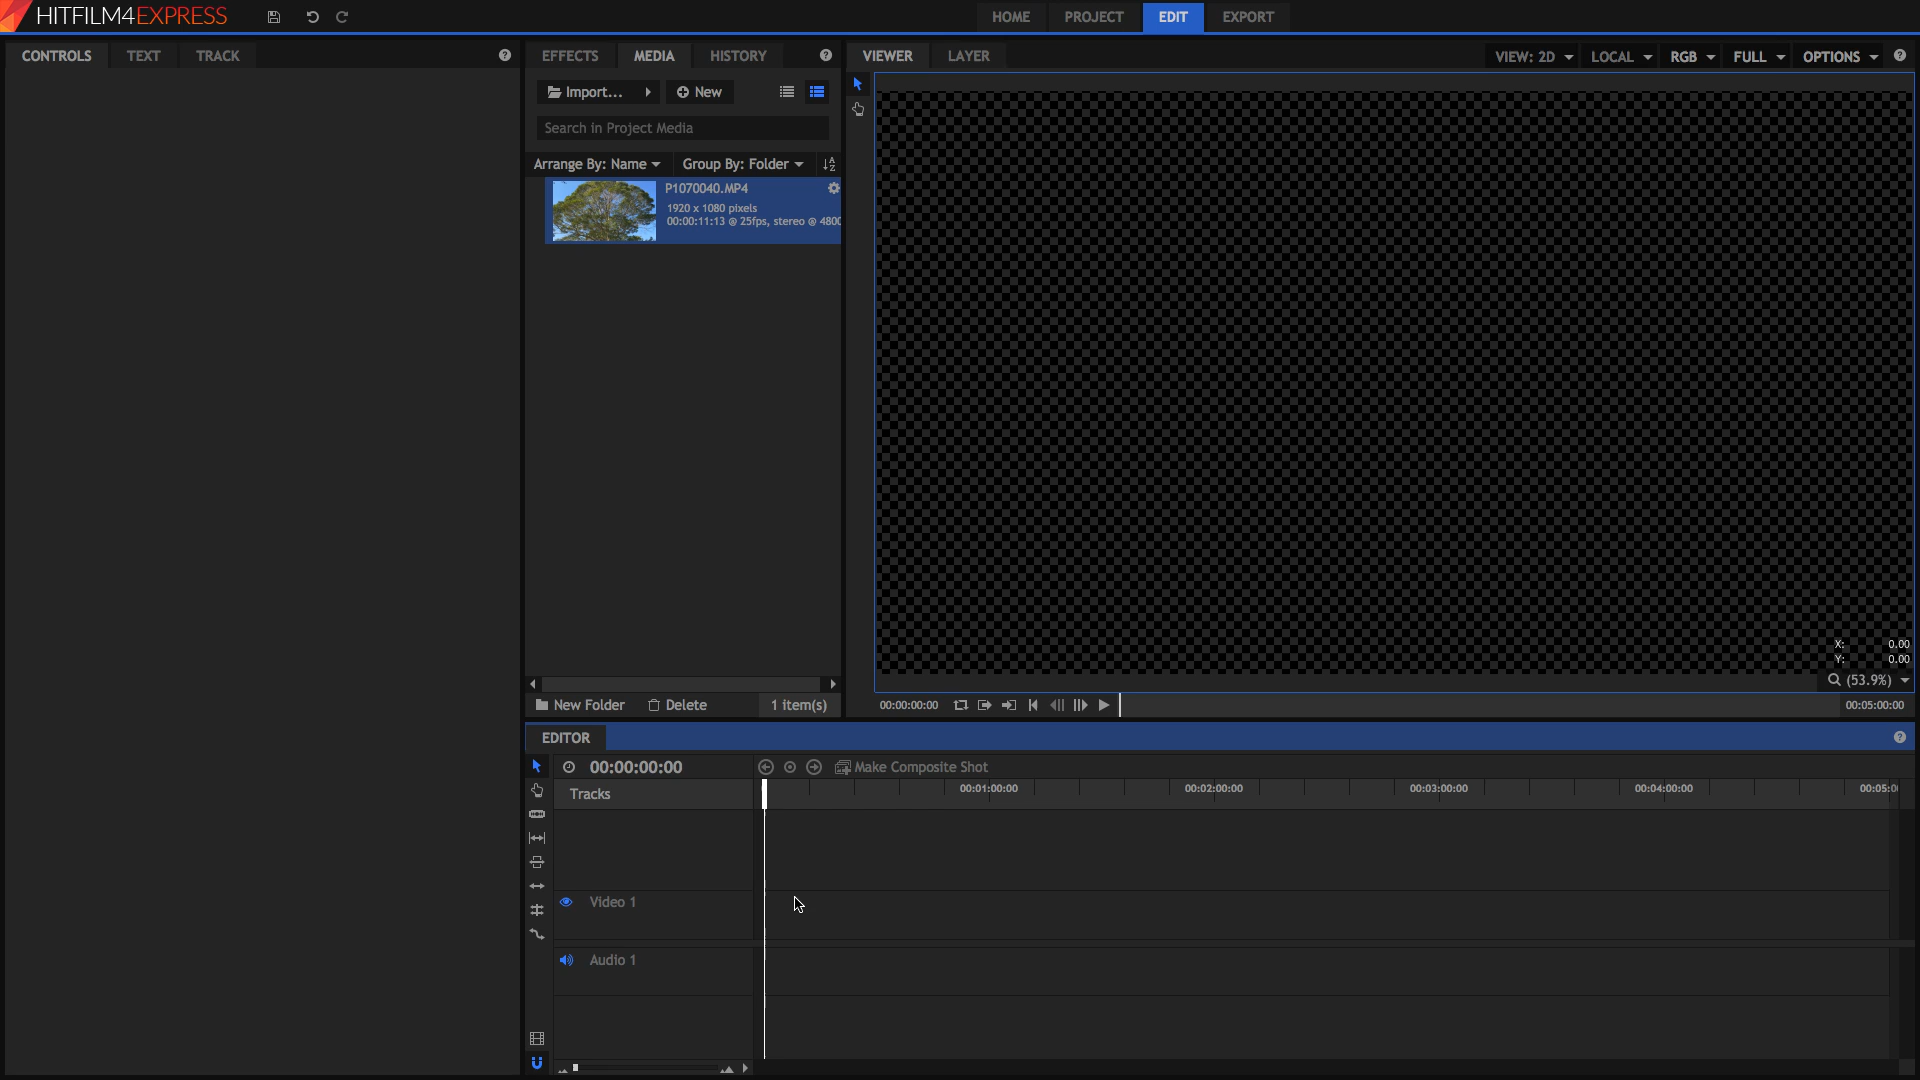 HITFILM4EXPRESS
HOME PROJECT EDIT EXPORT
CONTROLS TEXT TRACK
EFFECTS MEDIA HISTORY
VIEWER LAYER
VIEW: 2D LOCAL RGB FULL OPTIONS
Import... New
Search in Project Media
Arrange By: Name Group By: Folder
P1070040.MP4
1920 x 1080 pixels
00:00:11:13 @ 25fps, stereo @ 480
X: 0.00
Y: 0.00
(53.9%)
New Folder Delete 1 item(s)
00:00:00:00 00:05:00:00
EDITOR
00:00:00:00 Make Composite Shot
Tracks
00:01:00:00 00:02:00:00 00:03:00:00 00:04:00:00 00:05:0
Video 1
Audio 1